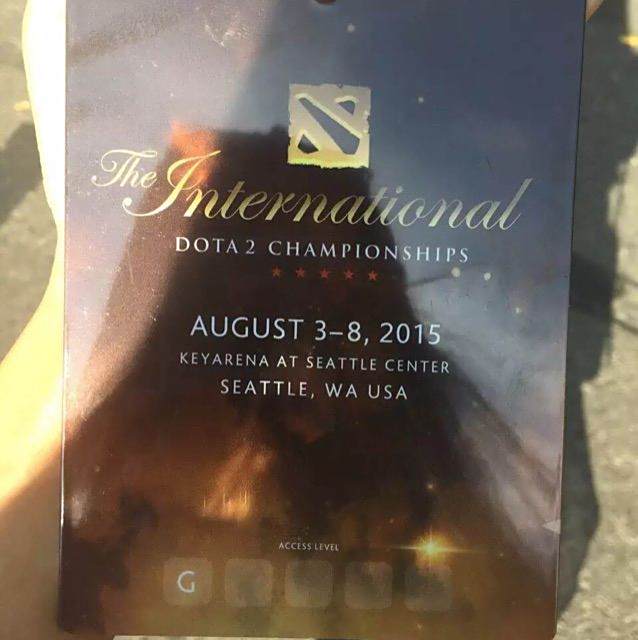 The International
DOTA 2 CHAMPIONSHIPS
AUGUST 3–8, 2015
KEYARENA AT SEATTLE CENTER
SEATTLE, WA USA
ACCESS LEVEL
G